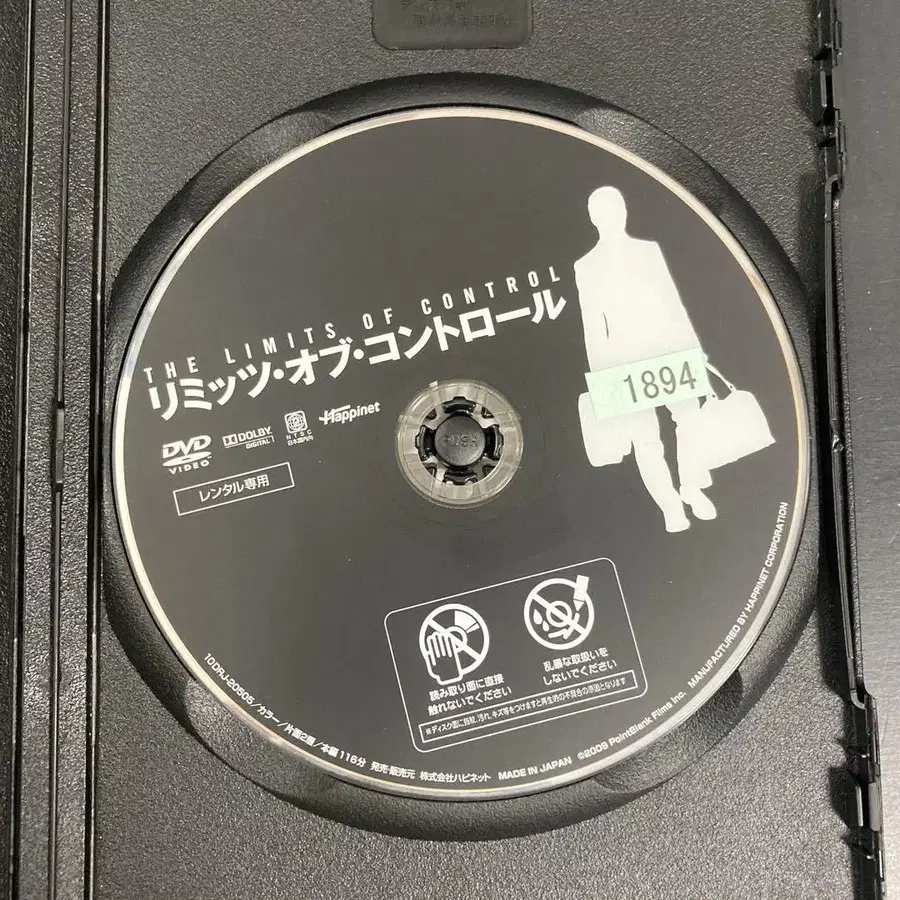 THE LIMITS OF CONTROL
リミッツ・オブ・コントロール
1894
DVD
VIDEO
DOLBY
DIGITAL
2
NTSC
日本国内向
Happinet
レンタル専用
PUSH
読み取り面に直接
触れないでください
乱暴な取扱いを
しないでください
※ディスク面に指紋、汚れ、キズ等をつけますと再生時の不具合の原因となります
10DRJ-20505/カラー/片面2層/本編116分 発売・販売元 株式会社ハピネット MADE IN JAPAN ©2009 PointBlank Films Inc. MANUFACTURED BY HAPPINET CORPORATION